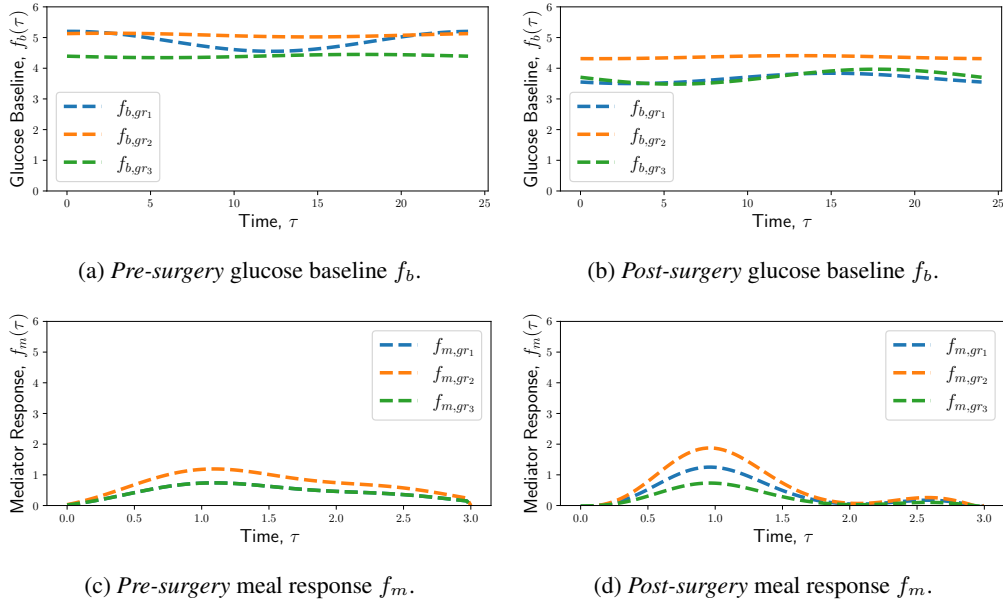 Glucose Baseline, f_b(τ)
6
5
4
3
2
1
0
f_{b,gr_1}
f_{b,gr_2}
f_{b,gr_3}
0 5 10 15 20 25
Time, τ
(a) Pre-surgery glucose baseline f_b.
Glucose Baseline, f_b(τ)
6
5
4
3
2
1
0
f_{b,gr_1}
f_{b,gr_2}
f_{b,gr_3}
0 5 10 15 20 25
Time, τ
(b) Post-surgery glucose baseline f_b.
Mediator Response, f_m(τ)
6
5
4
3
2
1
0
f_{m,gr_1}
f_{m,gr_2}
f_{m,gr_3}
0.0 0.5 1.0 1.5 2.0 2.5 3.0
Time, τ
(c) Pre-surgery meal response f_m.
Mediator Response, f_m(τ)
6
5
4
3
2
1
0
f_{m,gr_1}
f_{m,gr_2}
f_{m,gr_3}
0.0 0.5 1.0 1.5 2.0 2.5 3.0
Time, τ
(d) Post-surgery meal response f_m.